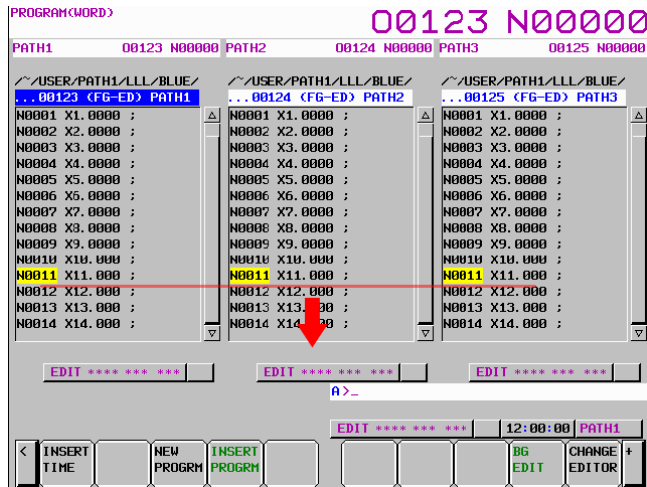 PROGRAM(WORD)
O0123 N00000
PATH1 O0123 N00000 PATH2 O0124 N00000 PATH3 O0125 N00000
/~/USER/PATH1/LLL/BLUE/ /~/USER/PATH1/LLL/BLUE/ /~/USER/PATH1/LLL/BLUE/
...O0123 (FG-ED) PATH1 ...O0124 (FG-ED) PATH2 ...O0125 (FG-ED) PATH3
N0001 X1.0000 ; N0001 X1.0000 ; N0001 X1.0000 ;
N0002 X2.0000 ; N0002 X2.0000 ; N0002 X2.0000 ;
N0003 X3.0000 ; N0003 X3.0000 ; N0003 X3.0000 ;
N0004 X4.0000 ; N0004 X4.0000 ; N0004 X4.0000 ;
N0005 X5.0000 ; N0005 X5.0000 ; N0005 X5.0000 ;
N0006 X6.0000 ; N0006 X6.0000 ; N0006 X6.0000 ;
N0007 X7.0000 ; N0007 X7.0000 ; N0007 X7.0000 ;
N0008 X8.0000 ; N0008 X8.0000 ; N0008 X8.0000 ;
N0009 X9.0000 ; N0009 X9.0000 ; N0009 X9.0000 ;
N0010 X10.000 ; N0010 X10.000 ; N0010 X10.000 ;
N0011 X11.000 ; N0011 X11.000 ; N0011 X11.000 ;
N0012 X12.000 ; N0012 X12.000 ; N0012 X12.000 ;
N0013 X13.000 ; N0013 X13.000 ; N0013 X13.000 ;
N0014 X14.000 ; N0014 X14.000 ; N0014 X14.000 ;
EDIT **** *** *** EDIT **** *** *** EDIT **** *** ***
A>_
EDIT **** *** *** 12:00:00 PATH1
< INSERT NEW INSERT BG CHANGE +
TIME PROGRM PROGRM EDIT EDITOR